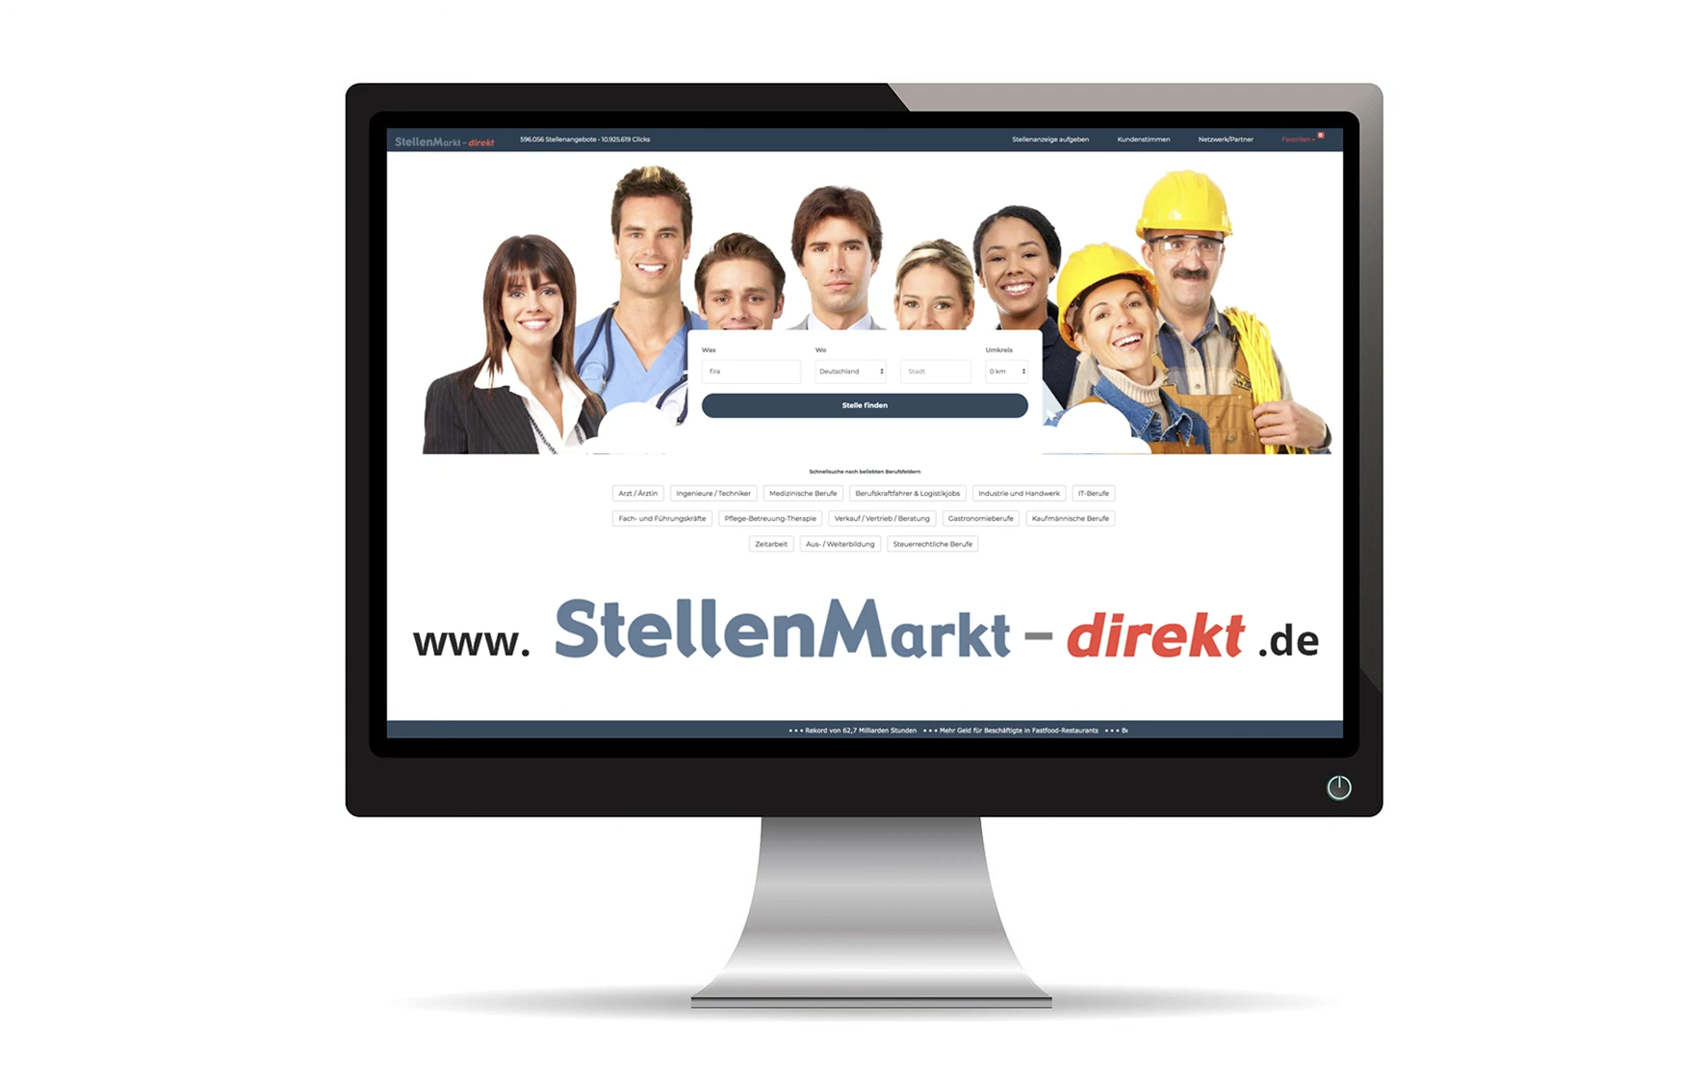 StellenMarkt-direkt 596.056 Stellenangebote • 10.925.619 Clicks Stellenanzeige aufgeben Kundenstimmen Netzwerk/Partner Favoriten
Was Wo Umkreis
fira Deutschland Stadt 0 km
Stelle finden
Schnellsuche nach beliebten Berufsfeldern
Arzt / Ärztin Ingenieure / Techniker Medizinische Berufe Berufskraftfahrer & Logistikjobs Industrie und Handwerk IT-Berufe
Fach- und Führungskräfte Pflege-Betreuung-Therapie Verkauf / Vertrieb / Beratung Gastronomieberufe Kaufmännische Berufe
Zeitarbeit Aus- / Weiterbildung Steuerrechtliche Berufe
www. StellenMarkt - direkt .de
• • • Rekord von 62,7 Milliarden Stunden • • • Mehr Geld für Beschäftigte in Fastfood-Restaurants • • • Be